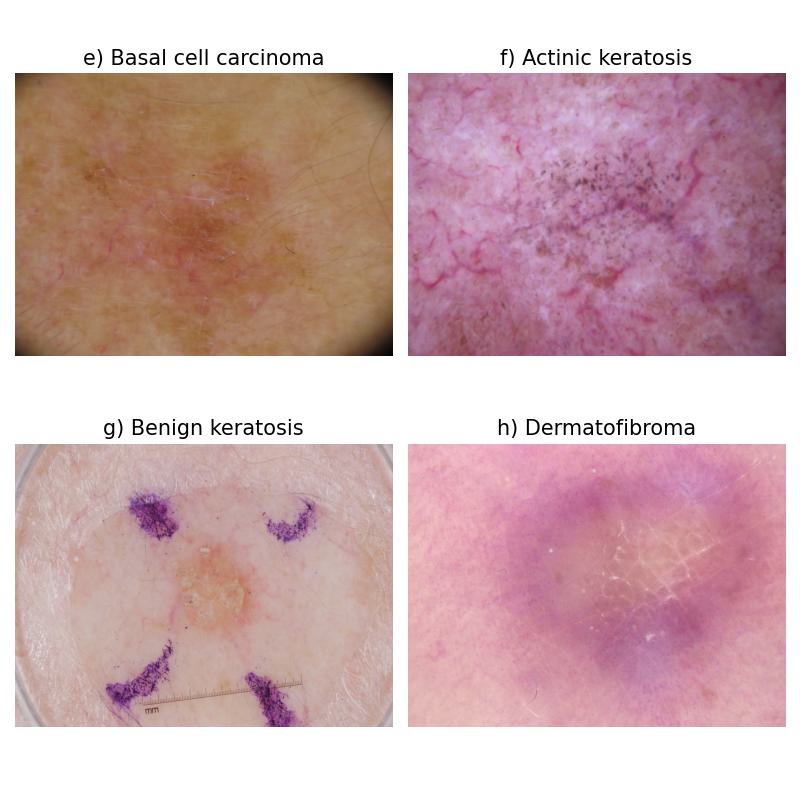 e) Basal cell carcinoma
f) Actinic keratosis
g) Benign keratosis
mm
h) Dermatofibroma